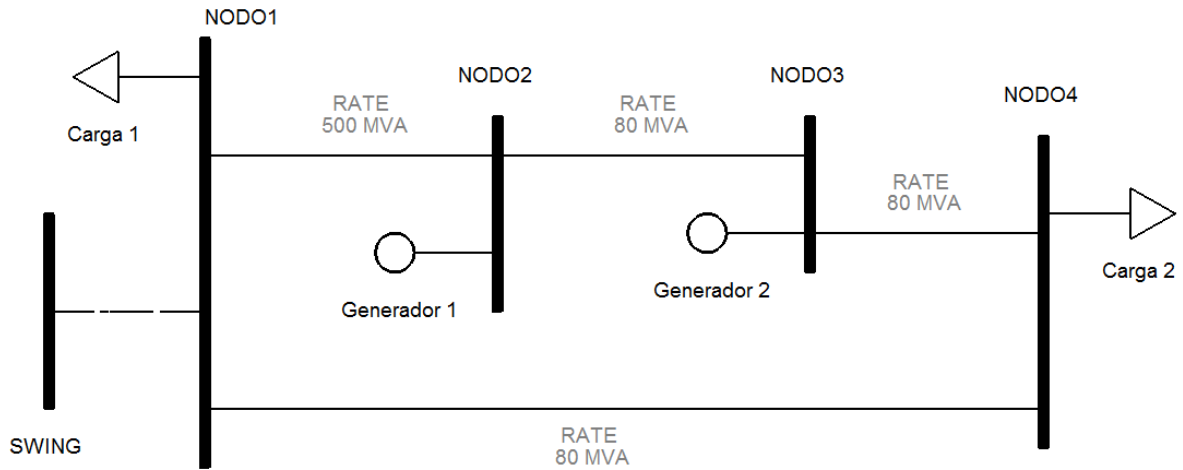 NODO1
NODO2
NODO3
NODO4
RATE
500 MVA
RATE
80 MVA
Carga 1
RATE
80 MVA
Carga 2
Generador 1
Generador 2
SWING
RATE
80 MVA